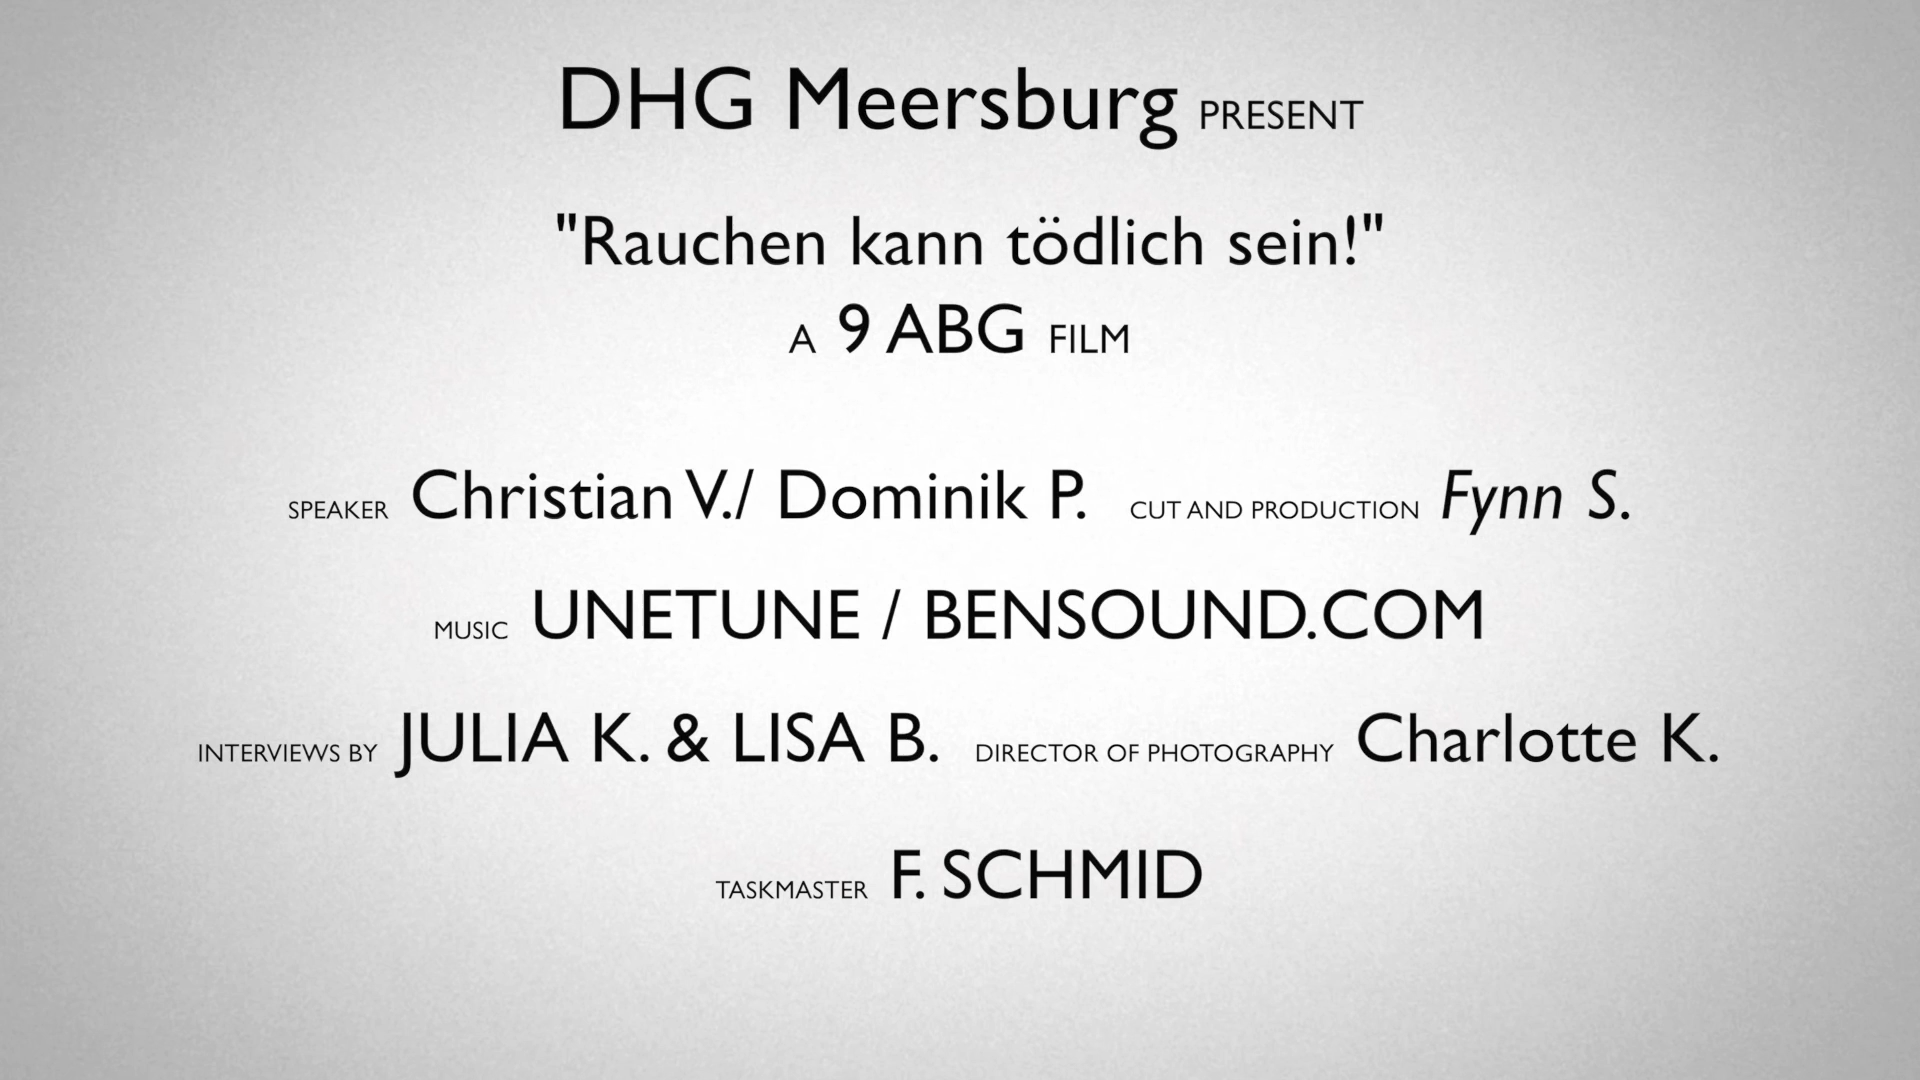 DHG Meersburg PRESENT
"Rauchen kann tödlich sein!"
A 9 ABG FILM
SPEAKER Christian V./ Dominik P. CUT AND PRODUCTION Fynn S.
MUSIC UNETUNE / BENSOUND.COM
INTERVIEWS BY JULIA K. & LISA B. DIRECTOR OF PHOTOGRAPHY Charlotte K.
TASKMASTER F. SCHMID